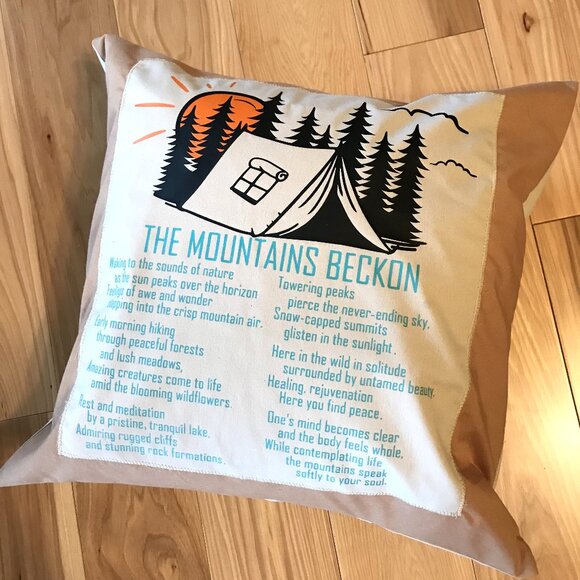 THE MOUNTAINS BECKON
Waking to the sounds of nature
as the sun peaks over the horizon
Feelings of awe and wonder
stepping into the crisp mountain air.
Early morning hiking
through peaceful forests
and lush meadows,
Amazing creatures come to life
amid the blooming wildflowers.
Rest and meditation
by a pristine, tranquil lake,
Admiring rugged cliffs
and stunning rock formations.
Towering peaks
pierce the never-ending sky,
Snow-capped summits
glisten in the sunlight.
Here in the wild in solitude
surrounded by untamed beauty,
Healing, rejuvenation
Here you find peace.
One's mind becomes clear
and the body feels whole,
While contemplating life
the mountains speak
softly to your soul.